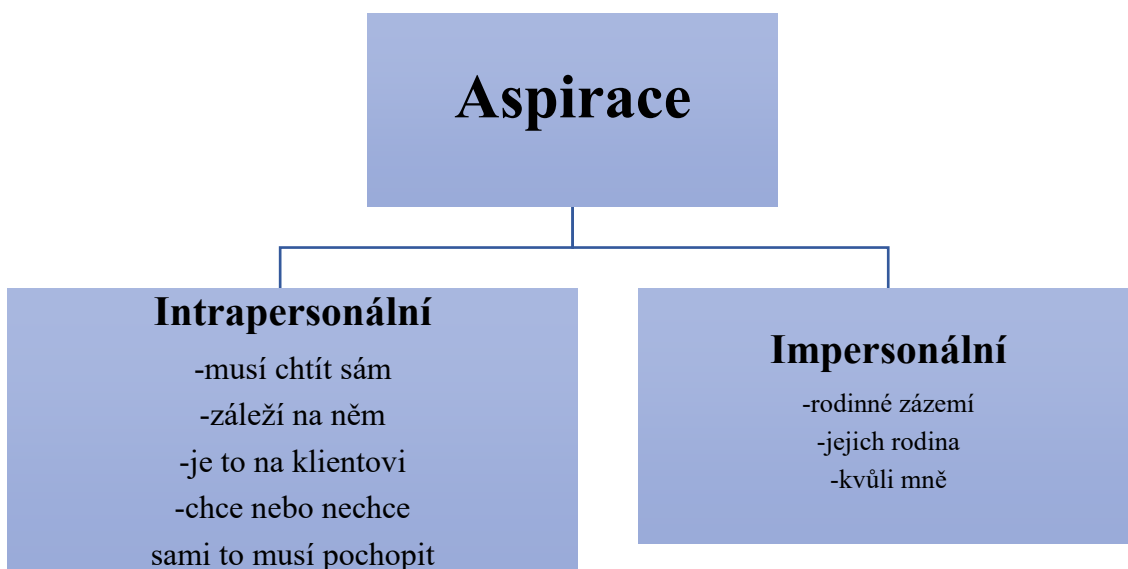 Aspirace
Intrapersonální
-musí chtít sám
-záleží na něm
-je to na klientovi
-chce nebo nechce
sami to musí pochopit
Impersonální
-rodinné zázemí
-jejich rodina
-kvůli mně